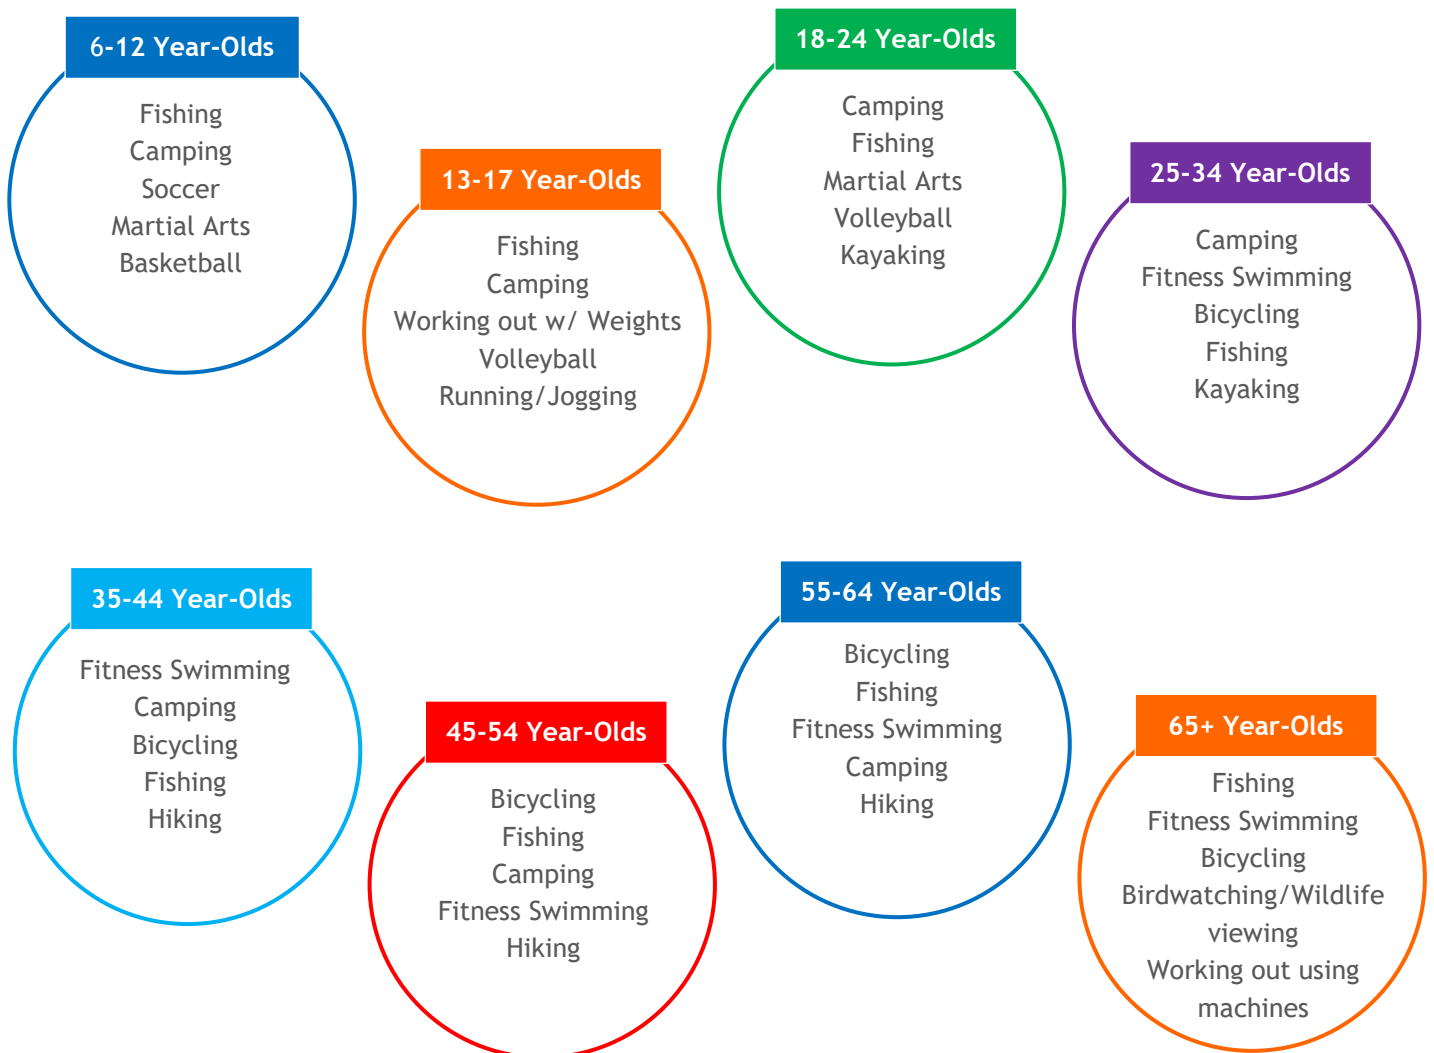 6-12 Year-Olds
Fishing
Camping
Soccer
Martial Arts
Basketball
13-17 Year-Olds
Fishing
Camping
Working out w/ Weights
Volleyball
Running/Jogging
18-24 Year-Olds
Camping
Fishing
Martial Arts
Volleyball
Kayaking
25-34 Year-Olds
Camping
Fitness Swimming
Bicycling
Fishing
Kayaking
35-44 Year-Olds
Fitness Swimming
Camping
Bicycling
Fishing
Hiking
45-54 Year-Olds
Bicycling
Fishing
Camping
Fitness Swimming
Hiking
55-64 Year-Olds
Bicycling
Fishing
Fitness Swimming
Camping
Hiking
65+ Year-Olds
Fishing
Fitness Swimming
Bicycling
Birdwatching/Wildlife
viewing
Working out using
machines